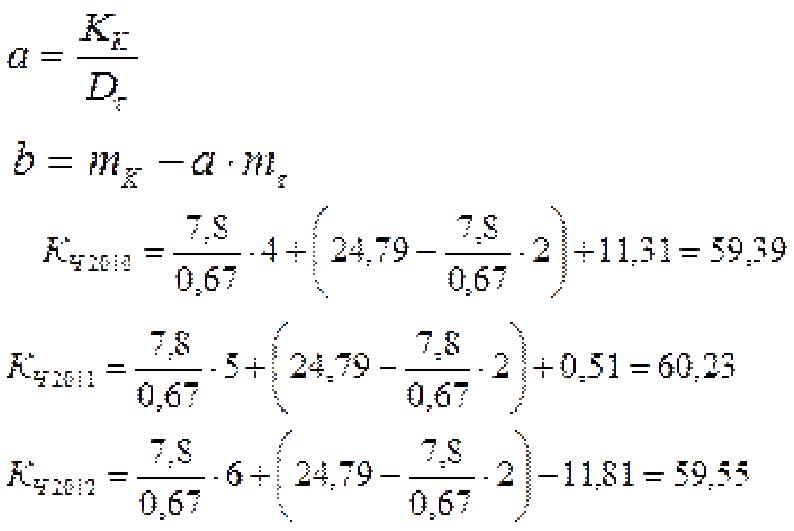 a = K_K / D_τ
b = m_K − a · m_τ
K_Ч2010 = 7,8 / 0,67 · 4 + (24,79 − 7,8 / 0,67 · 2) + 11,31 = 59,39
K_Ч2011 = 7,8 / 0,67 · 5 + (24,79 − 7,8 / 0,67 · 2) + 0,51 = 60,23
K_Ч2012 = 7,8 / 0,67 · 6 + (24,79 − 7,8 / 0,67 · 2) − 11,81 = 59,55